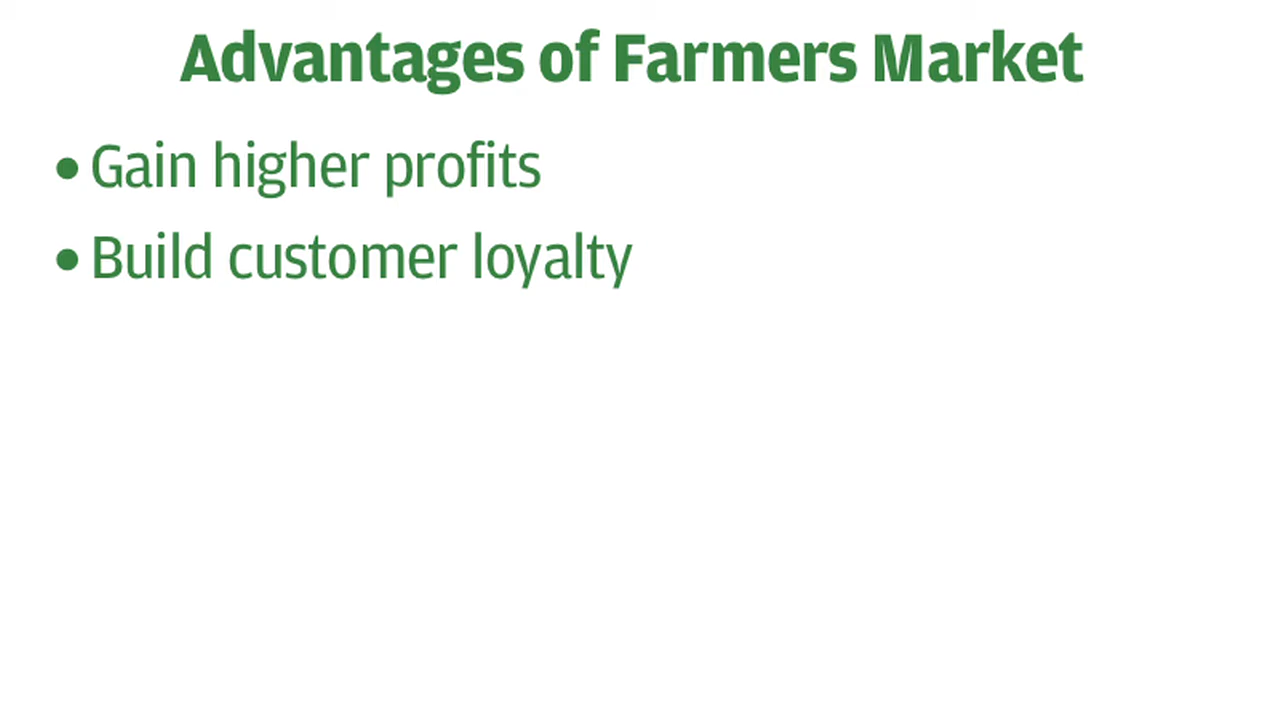 Advantages of Farmers Market
• Gain higher profits
• Build customer loyalty